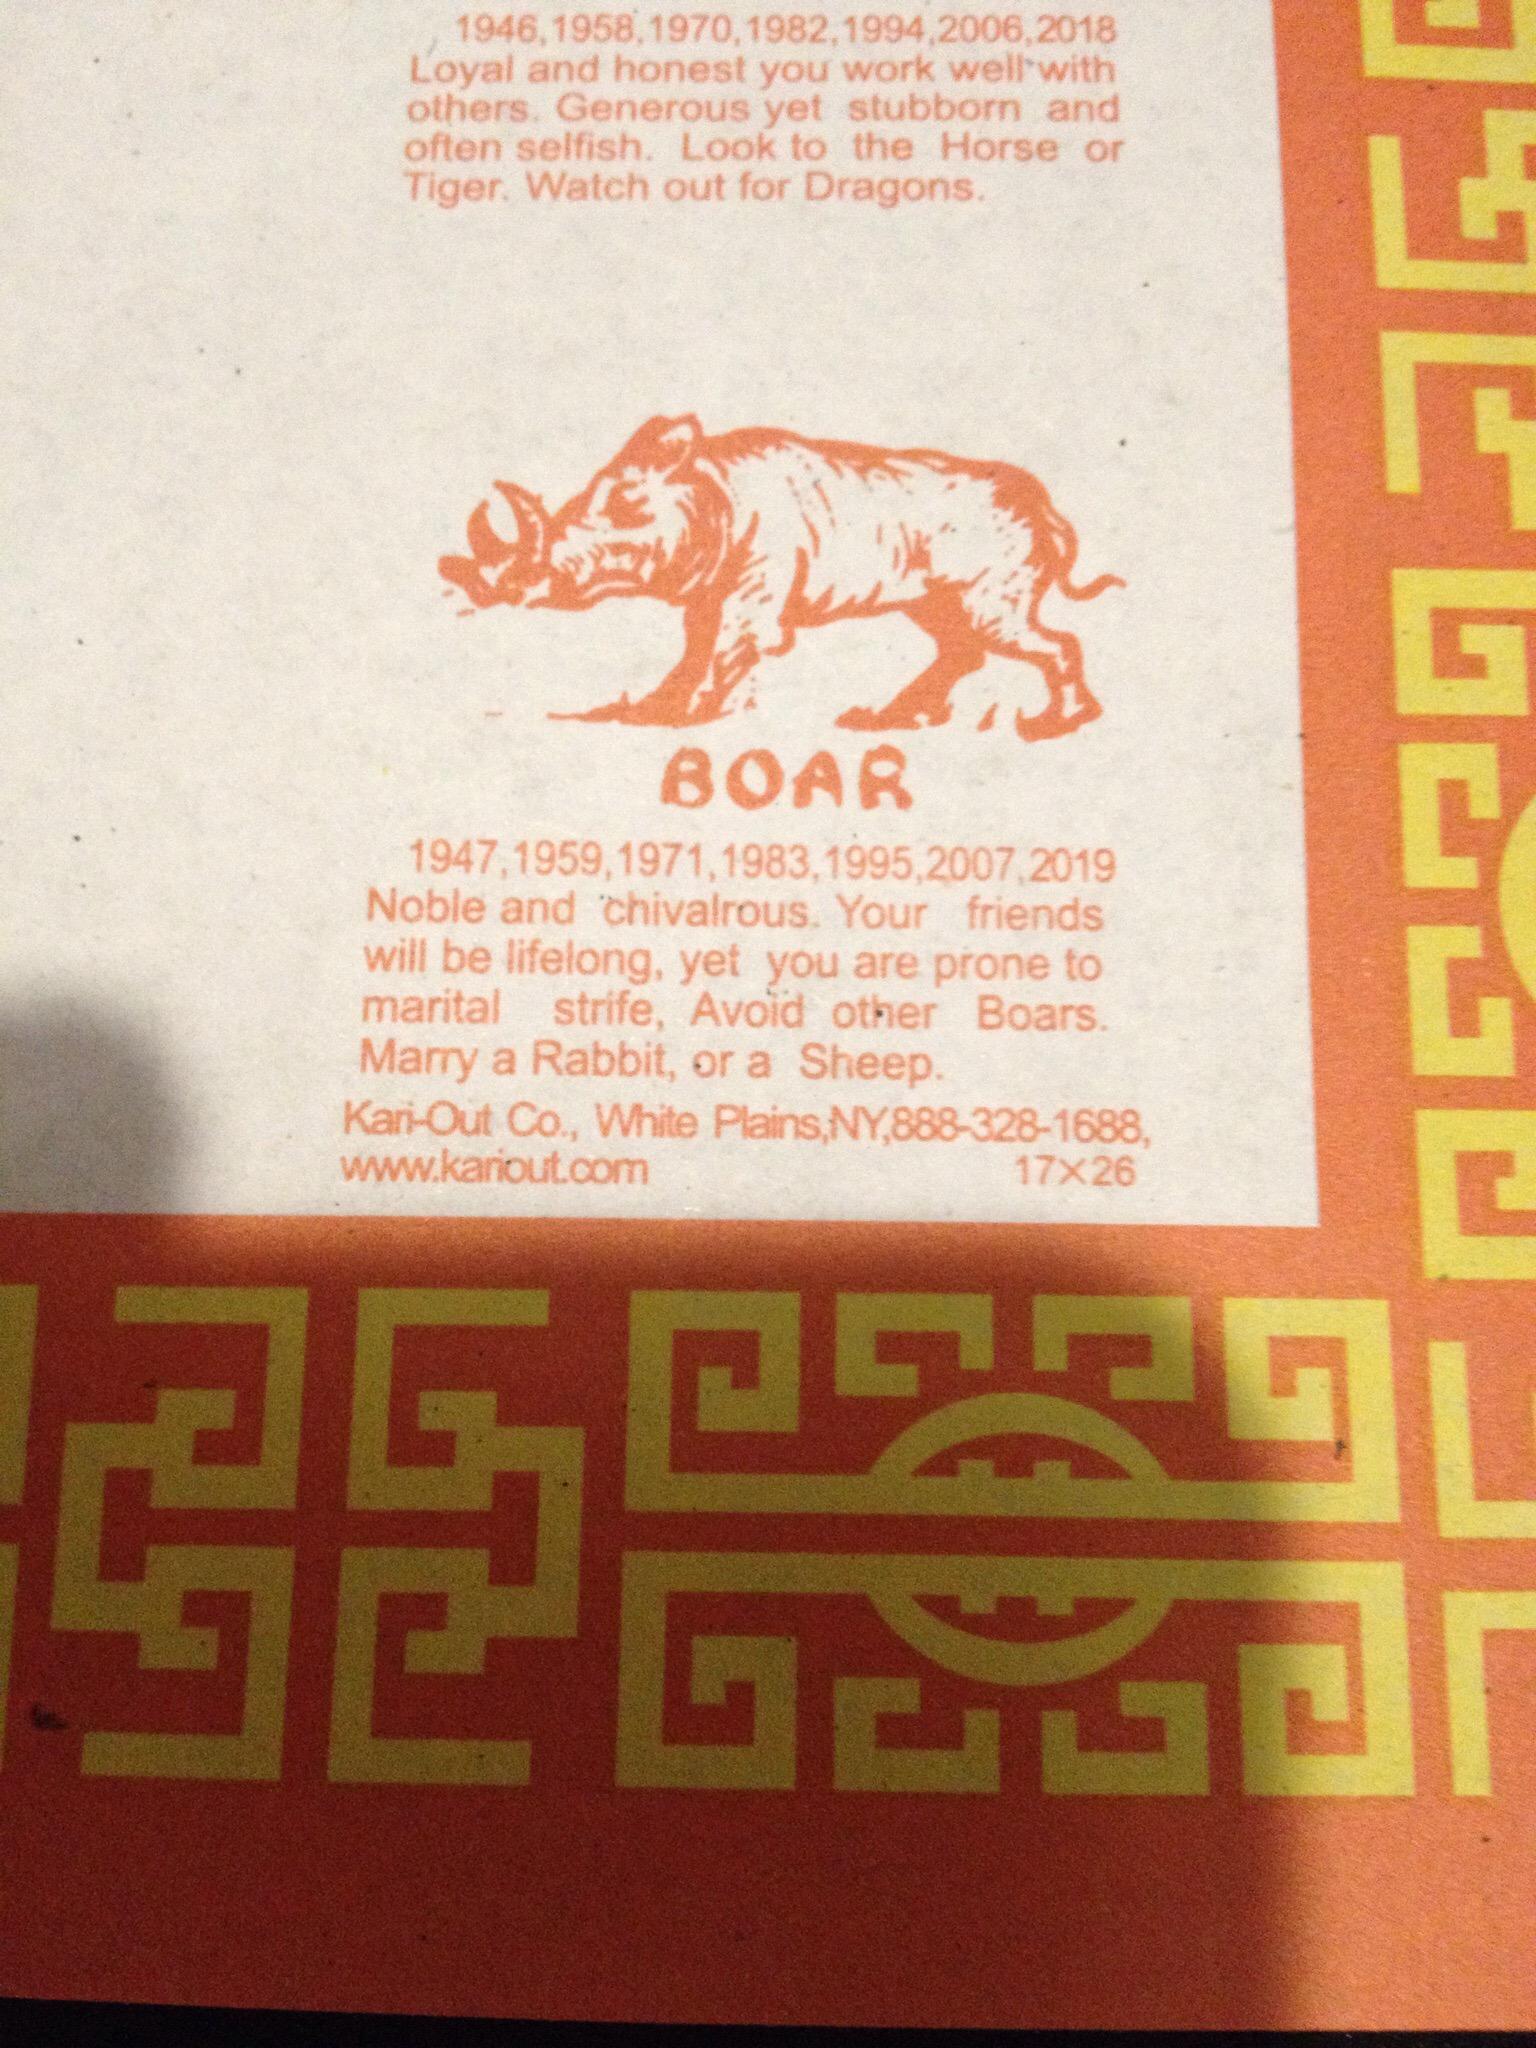 1946,1958,1970,1982,1994,2006,2018
Loyal and honest you work well with
others. Generous yet stubborn and
often selfish. Look to the Horse or
Tiger. Watch out for Dragons.
BOAR
1947,1959,1971,1983,1995,2007,2019
Noble and chivalrous. Your friends
will be lifelong, yet you are prone to
marital strife, Avoid other Boars.
Marry a Rabbit, or a Sheep.
Kari-Out Co., White Plains,NY,888-328-1688,
www.kariout.com 17×26